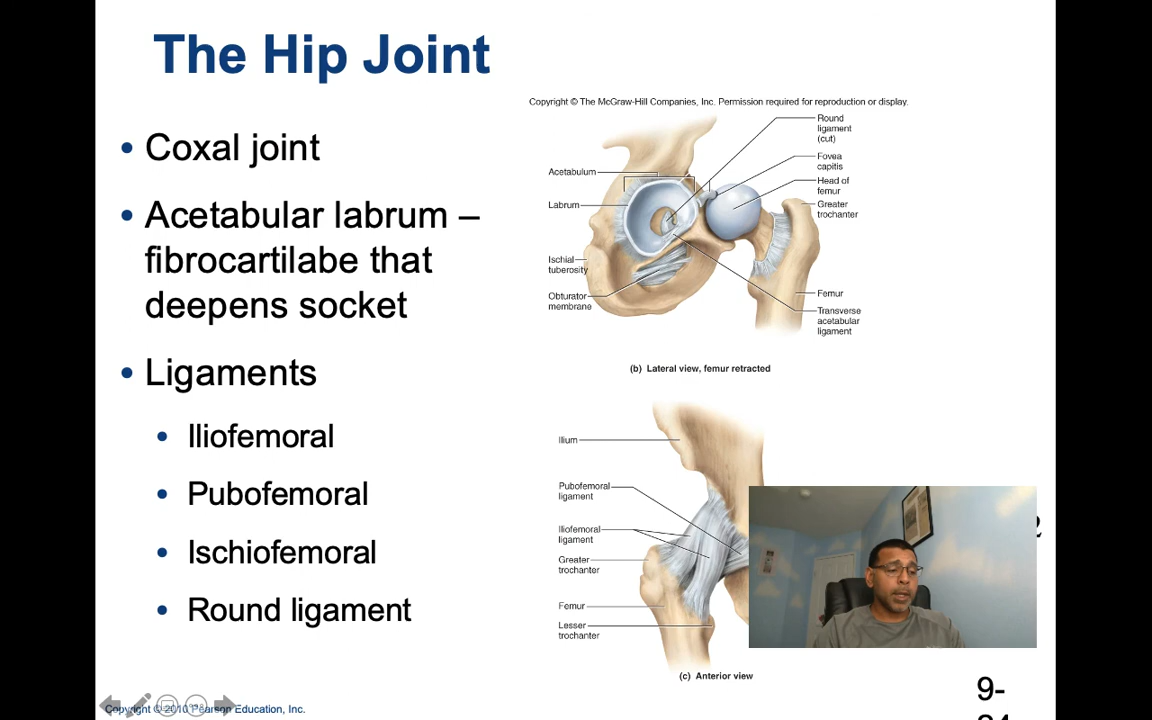 The Hip Joint
• Coxal joint
• Acetabular labrum –
fibrocartilabe that
deepens socket
• Ligaments
• Iliofemoral
• Pubofemoral
• Ischiofemoral
• Round ligament
Copyright © The McGraw-Hill Companies, Inc. Permission required for reproduction or display.
Acetabulum
Labrum
Ischial
tuberosity
Obturator
membrane
Round
ligament
(cut)
Fovea
capitis
Head of
femur
Greater
trochanter
Femur
Transverse
acetabular
ligament
(b) Lateral view, femur retracted
Ilium
Pubofemoral
ligament
Iliofemoral
ligament
Greater
trochanter
Femur
Lesser
trochanter
(c) Anterior view
Copyright © 2010 Pearson Education, Inc.
9-